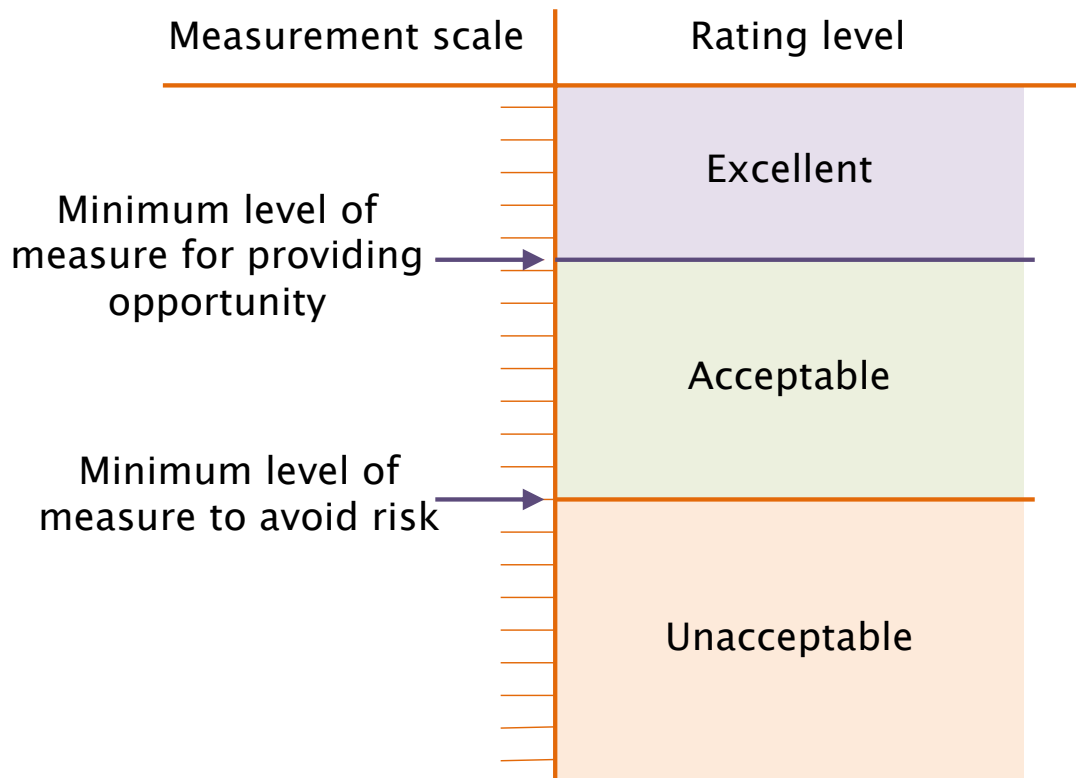 Measurement scale
Rating level
Excellent
Minimum level of
measure for providing
opportunity
Acceptable
Minimum level of
measure to avoid risk
Unacceptable